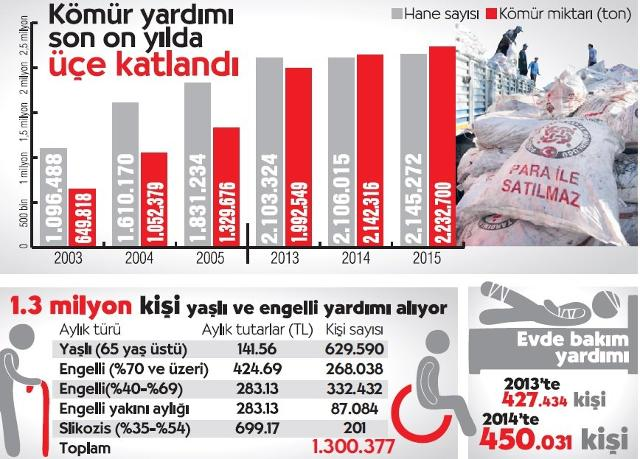 Kömür yardımı
son on yılda
üçe katlandı
Hane sayısı
Kömür miktarı (ton)
2,5 milyon
2 milyon
1,5 milyon
1 milyon
500 bin
0
1.096.488
649.818
1.610.170
1.052.379
1.831.234
1.329.676
2.103.324
1.992.549
2.106.015
2.142.316
2.145.272
2.232.700
2003 2004 2005 2013 2014 2015
PARA İLE
SATILMAZ
1.3 milyon kişi yaşlı ve engelli yardımı alıyor
Aylık türü Aylık tutarlar (TL) Kişi sayısı
Yaşlı (65 yaş üstü) 141.56 629.590
Engelli (%70 ve üzeri) 424.69 268.038
Engelli(%40-%69) 283.13 332.432
Engelli yakını aylığı 283.13 87.084
Slikozis (%35-%54) 699.17 201
Toplam 1.300.377
Evde bakım
yardımı
2013'te
427.434 kişi
2014'te
450.031 kişi